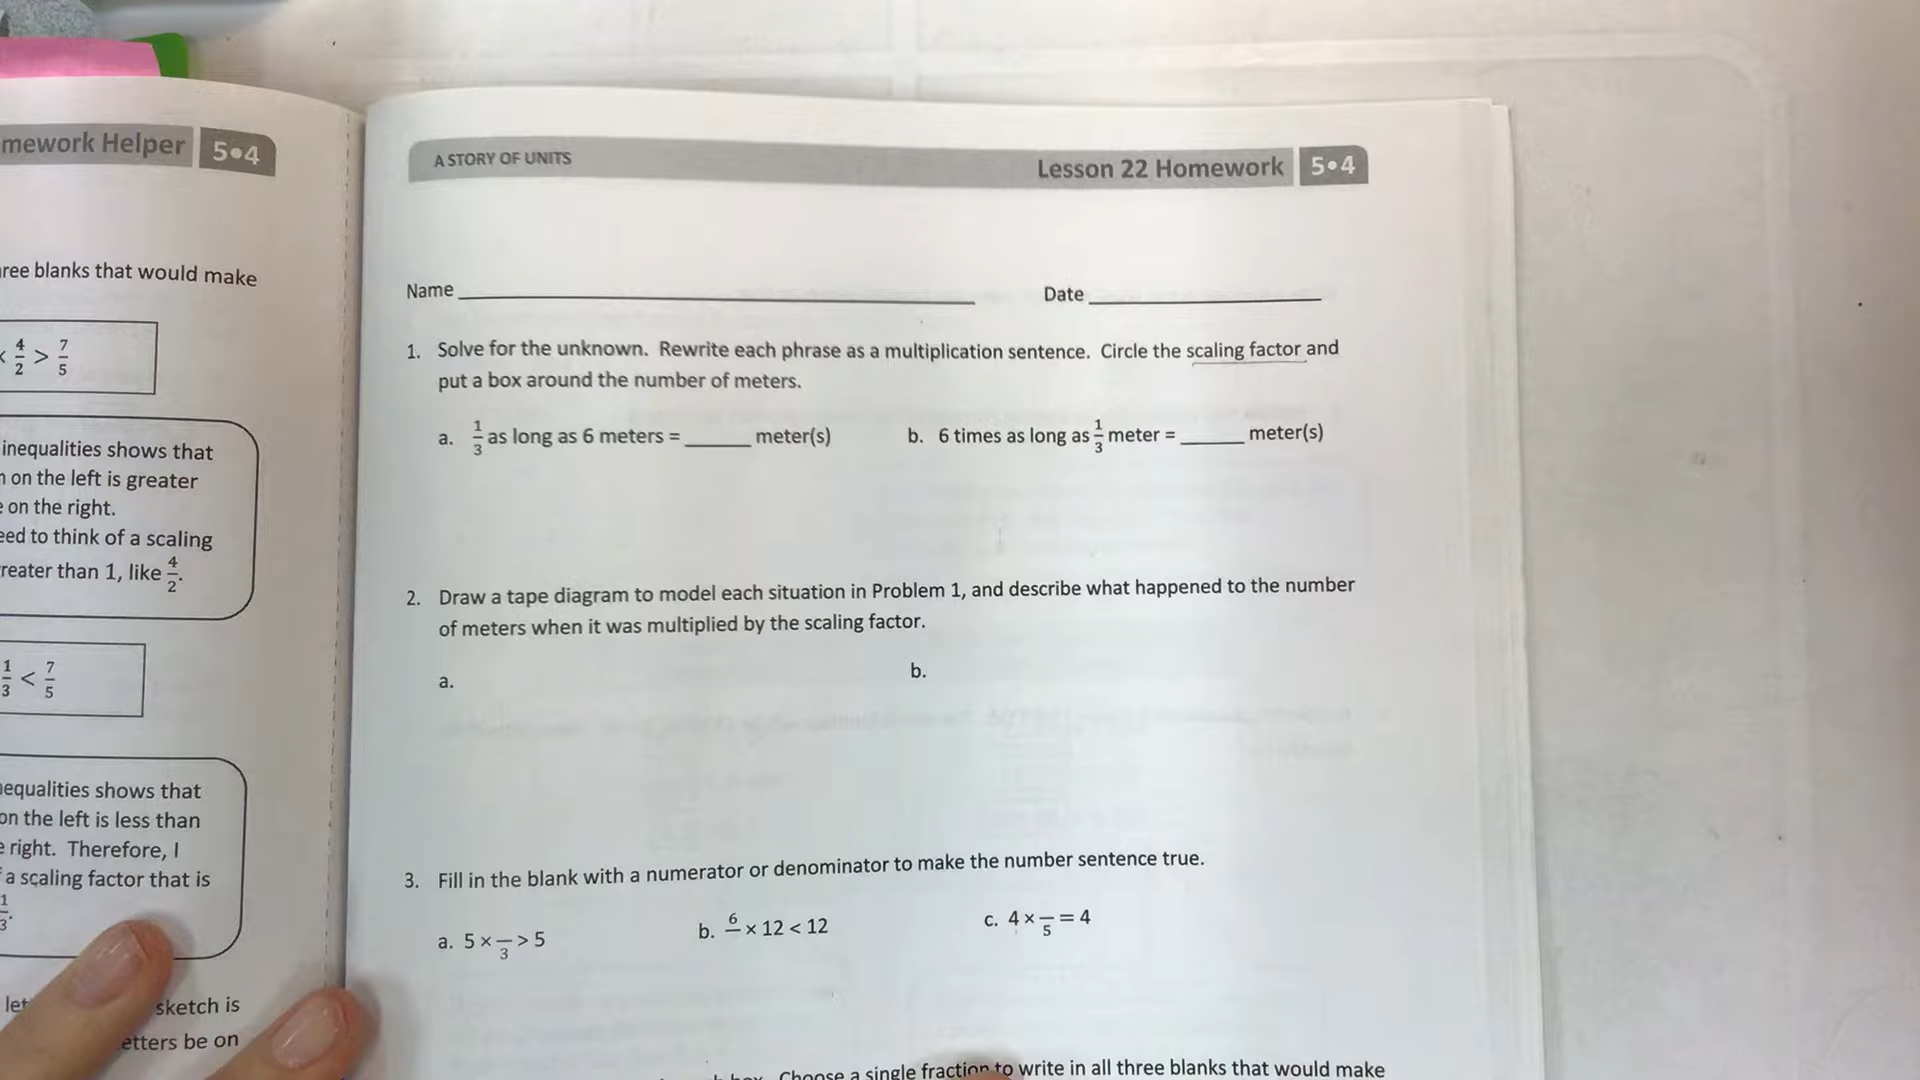 mework Helper 5•4
ree blanks that would make
4/2 > 7/5
inequalities shows that
on the left is greater
on the right.
to think of a scaling
reater than 1, like 4/2.
1/3 < 7/5
equalities shows that
on the left is less than
right. Therefore, I
a scaling factor that is
1/3.
sketch is
etters be on
A STORY OF UNITS
Lesson 22 Homework 5•4
Name
Date
1. Solve for the unknown. Rewrite each phrase as a multiplication sentence. Circle the scaling factor and
put a box around the number of meters.
a. 1/3 as long as 6 meters = ______ meter(s)
b. 6 times as long as 1/3 meter = ______ meter(s)
2. Draw a tape diagram to model each situation in Problem 1, and describe what happened to the number
of meters when it was multiplied by the scaling factor.
a.
b.
3. Fill in the blank with a numerator or denominator to make the number sentence true.
a. 5 × _/3 > 5
b. 6/_ × 12 < 12
c. 4 × _/5 = 4
Choose a single fraction to write in all three blanks that would make